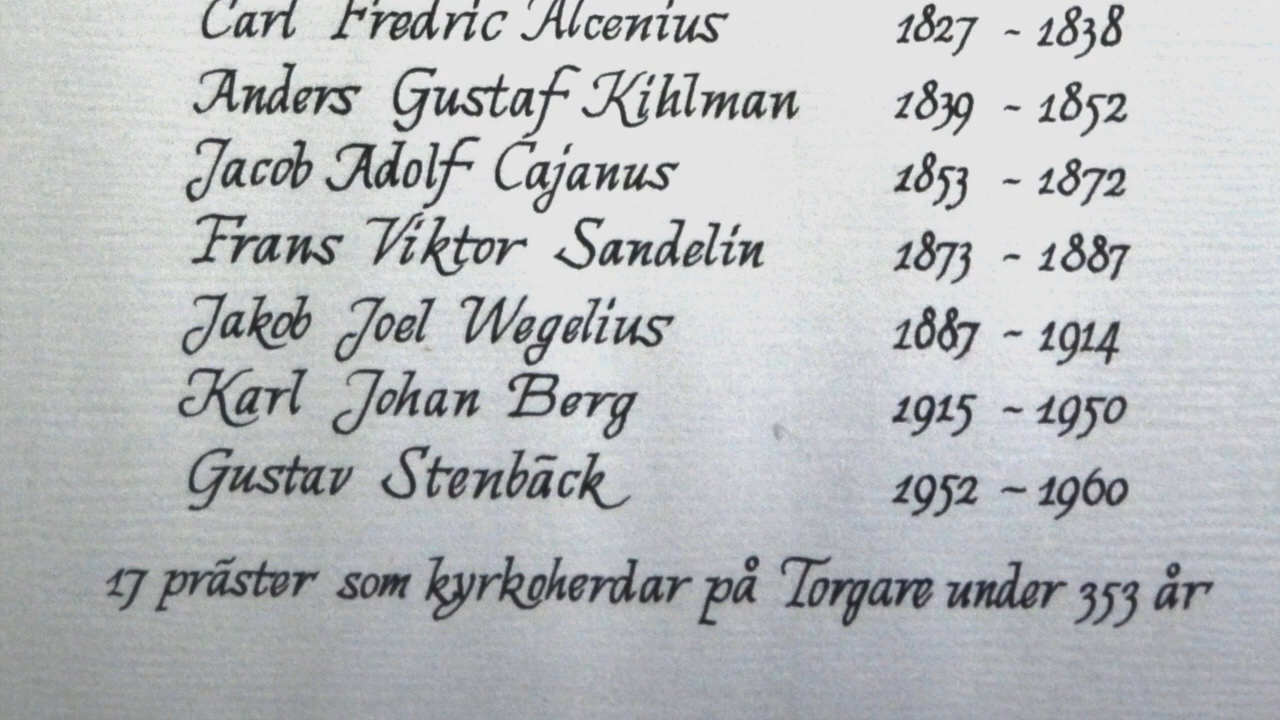 Carl Fredric Alcenius 1827 ~ 1838
Anders Gustaf Kihlman 1839 ~ 1852
Jacob Adolf Cajanus 1853 ~ 1872
Frans Viktor Sandelin 1873 ~ 1887
Jakob Joel Wegelius 1887 ~ 1914
Karl Johan Berg 1915 ~ 1950
Gustav Stenbäck 1952 ~ 1960
17 präster som kyrkoherdar på Torgare under 353 år